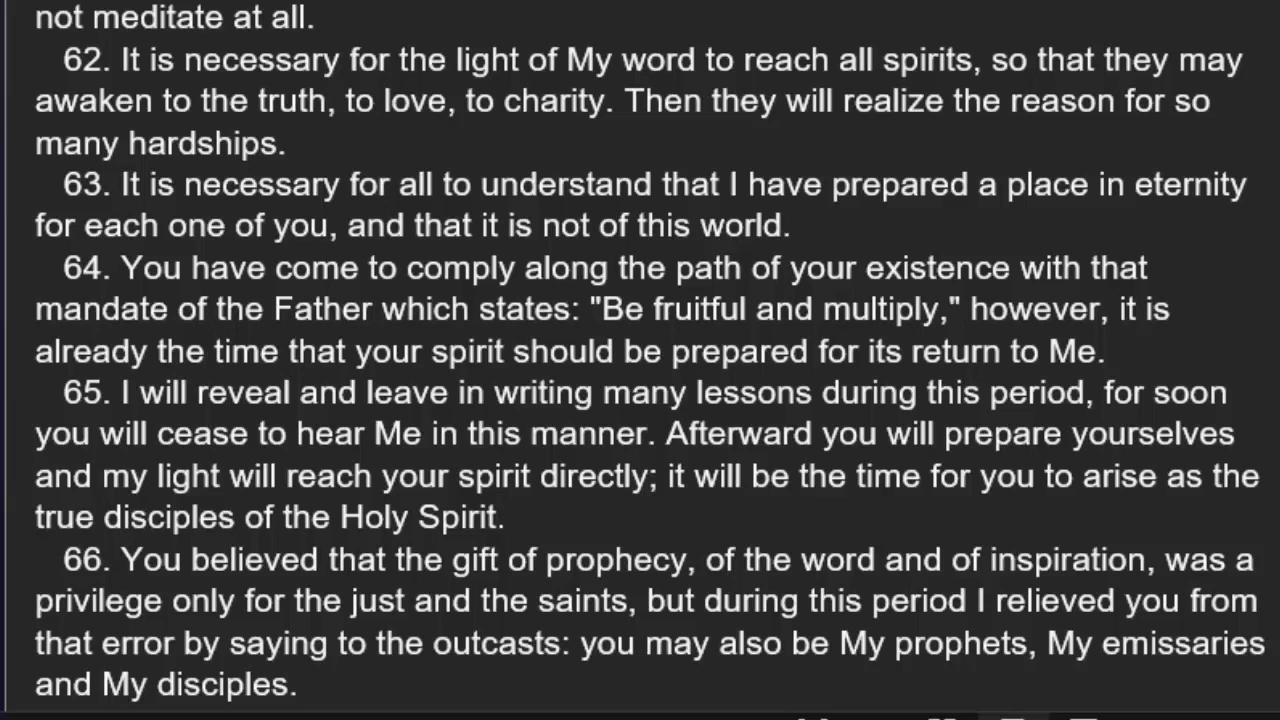 not meditate at all.
62. It is necessary for the light of My word to reach all spirits, so that they may
awaken to the truth, to love, to charity. Then they will realize the reason for so
many hardships.
63. It is necessary for all to understand that I have prepared a place in eternity
for each one of you, and that it is not of this world.
64. You have come to comply along the path of your existence with that
mandate of the Father which states: "Be fruitful and multiply," however, it is
already the time that your spirit should be prepared for its return to Me.
65. I will reveal and leave in writing many lessons during this period, for soon
you will cease to hear Me in this manner. Afterward you will prepare yourselves
and my light will reach your spirit directly; it will be the time for you to arise as the
true disciples of the Holy Spirit.
66. You believed that the gift of prophecy, of the word and of inspiration, was a
privilege only for the just and the saints, but during this period I relieved you from
that error by saying to the outcasts: you may also be My prophets, My emissaries
and My disciples.